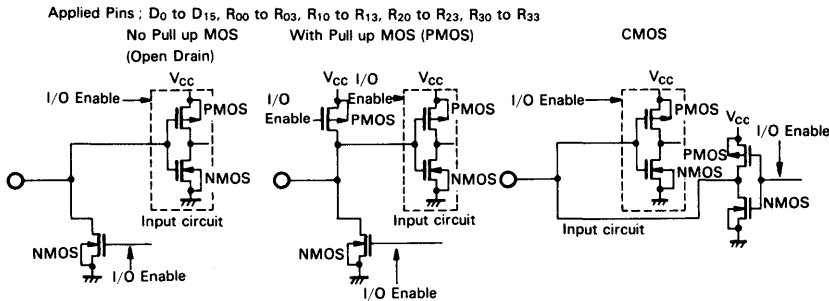 Applied Pins ; D0 to D15, R00 to R03, R10 to R13, R20 to R23, R30 to R33
No Pull up MOS
(Open Drain)
With Pull up MOS (PMOS)
CMOS
VCC
I/O Enable
PMOS
NMOS
Input circuit
NMOS
I/O Enable
VCC
I/O
Enable
VCC
I/O
Enable
PMOS
PMOS
NMOS
Input circuit
NMOS
I/O Enable
VCC
I/O Enable
PMOS
VCC
I/O Enable
PMOS
NMOS
NMOS
Input circuit